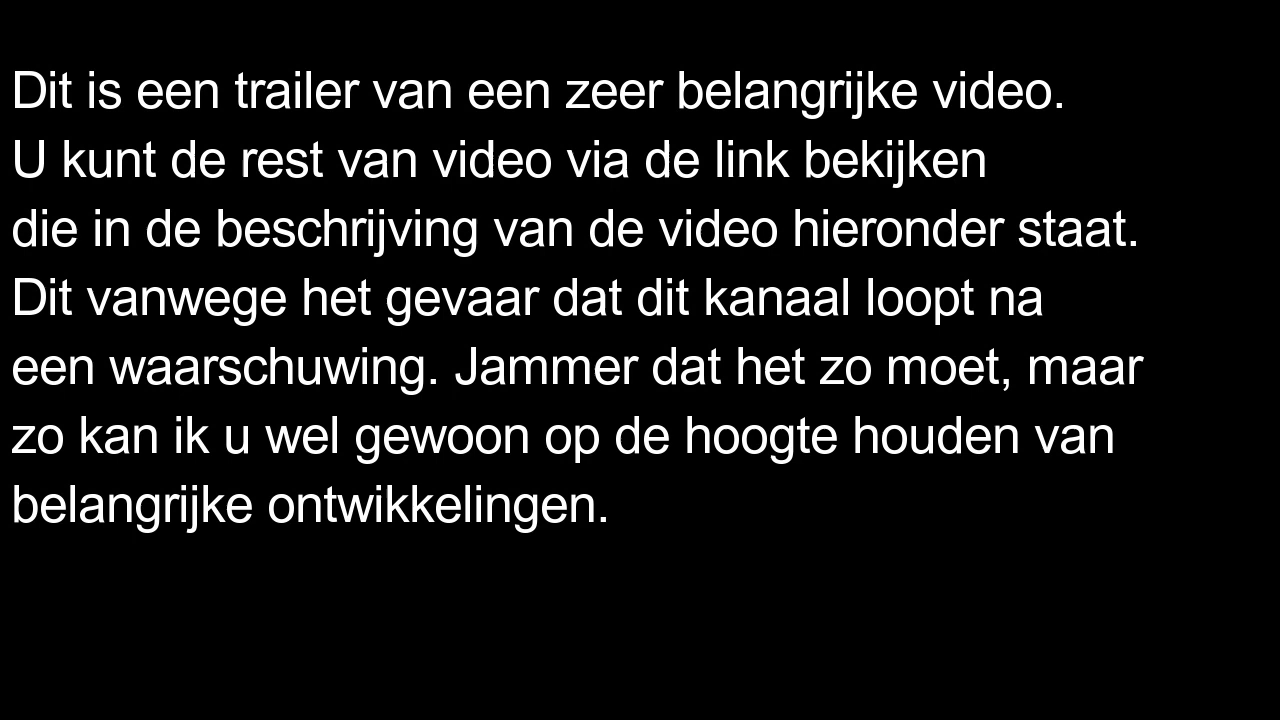 Dit is een trailer van een zeer belangrijke video.
U kunt de rest van video via de link bekijken
die in de beschrijving van de video hieronder staat.
Dit vanwege het gevaar dat dit kanaal loopt na
een waarschuwing. Jammer dat het zo moet, maar
zo kan ik u wel gewoon op de hoogte houden van
belangrijke ontwikkelingen.